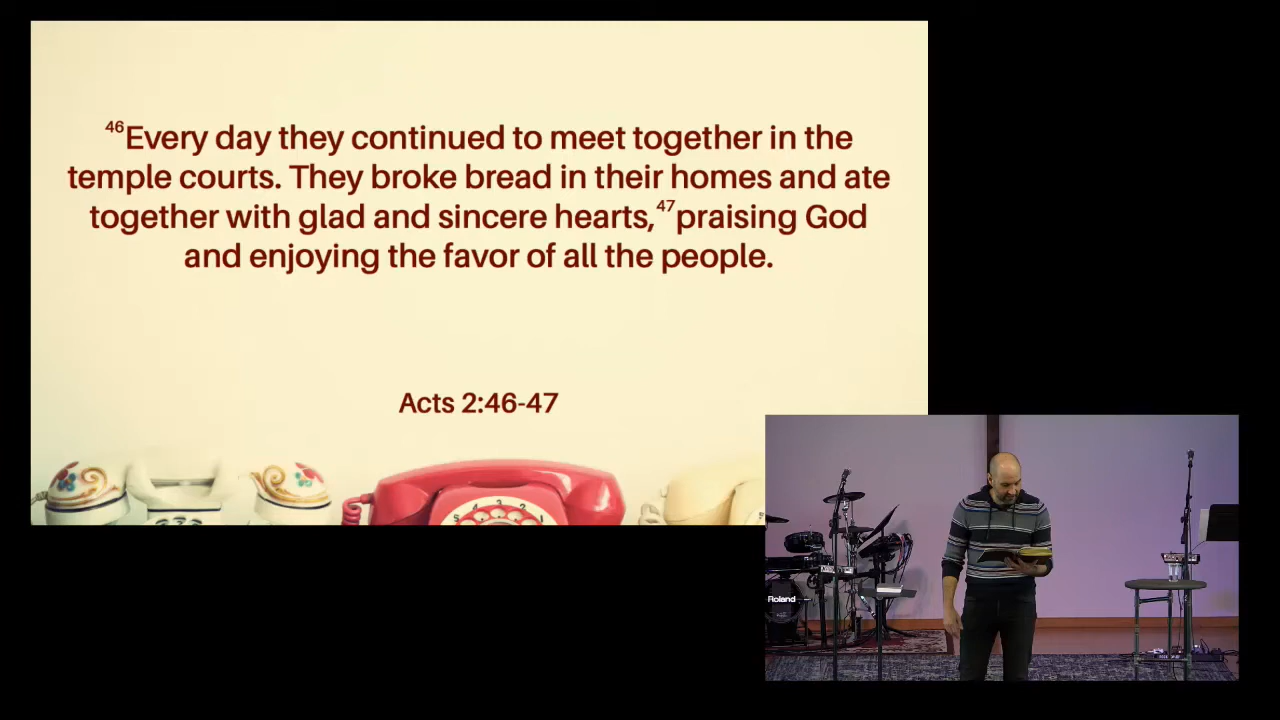 ⁴⁶Every day they continued to meet together in the
temple courts. They broke bread in their homes and ate
together with glad and sincere hearts,⁴⁷praising God
and enjoying the favor of all the people.
Acts 2:46-47
Roland